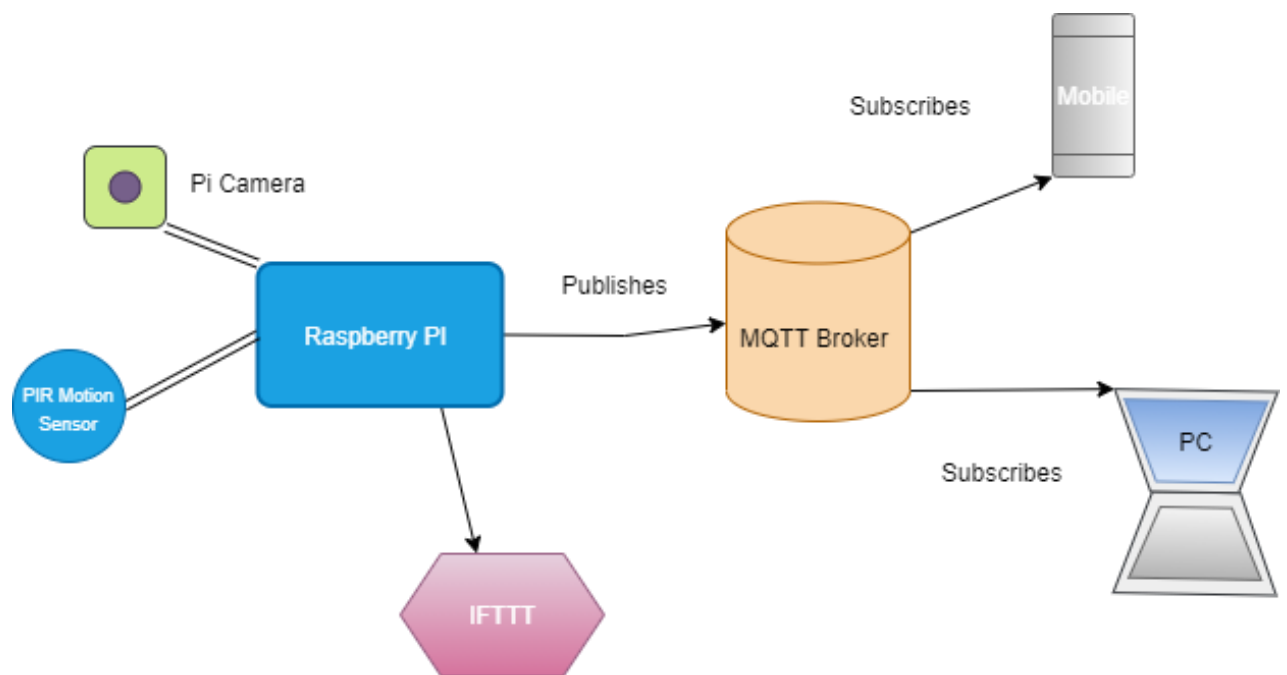 Mobile
Subscribes
Pi Camera
Publishes
Raspberry PI
MQTT Broker
PIR Motion
Sensor
PC
Subscribes
IFTTT